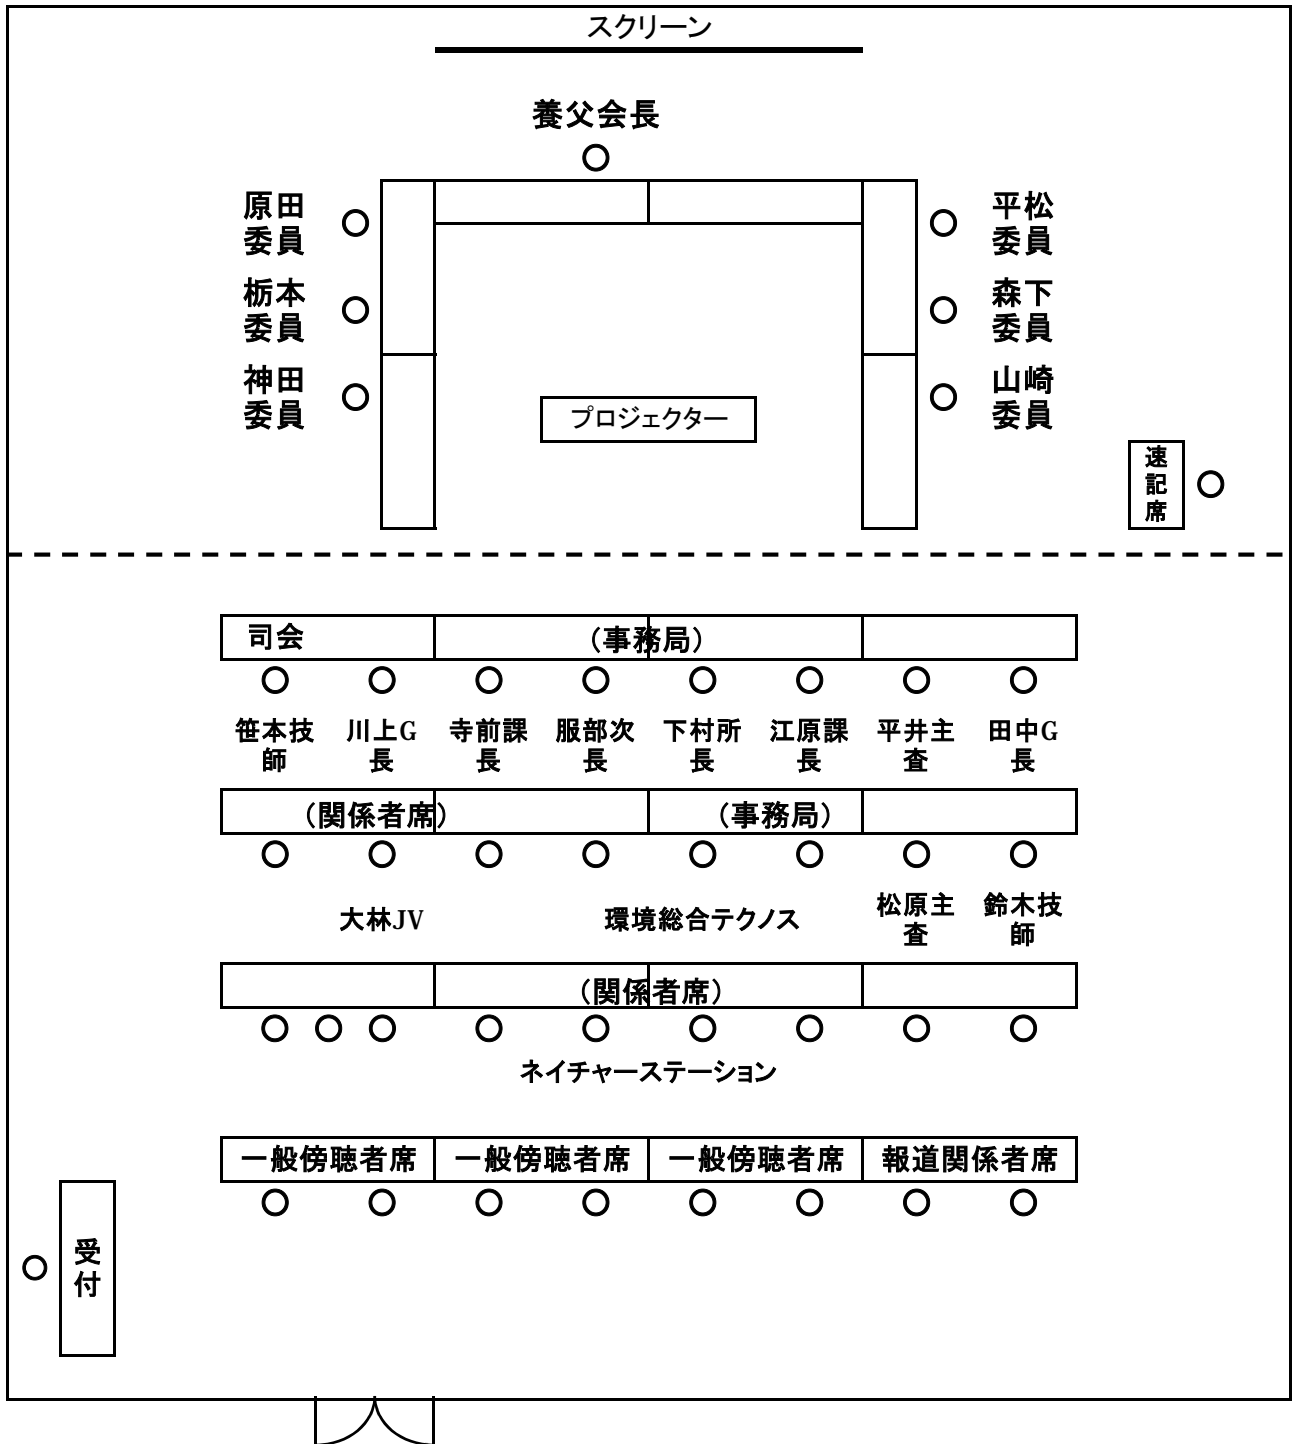 スクリーン
養父会長
原田
委員
平松
委員
栃本
委員
森下
委員
神田
委員
山崎
委員
プロジェクター
速
記
席
司会
（事務局）
笹本技
師
川上G
長
寺前課
長
服部次
長
下村所
長
江原課
長
平井主
査
田中G
長
（関係者席）
（事務局）
大林JV
環境総合テクノス
松原主
査
鈴木技
師
（関係者席）
ネイチャーステーション
一般傍聴者席
一般傍聴者席
一般傍聴者席
報道関係者席
受
付